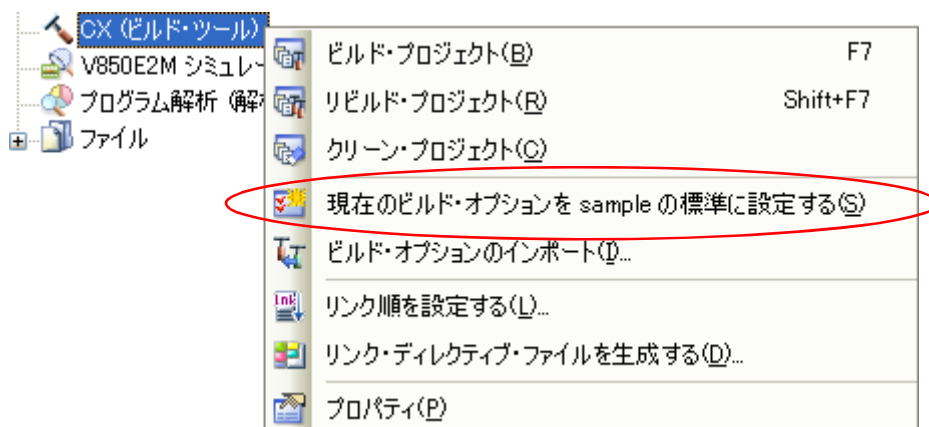 CX (ビルド・ツール)
V850E2M シミュレー
プログラム解析 (解
ファイル
ビルド・プロジェクト(B) F7
リビルド・プロジェクト(R) Shift+F7
クリーン・プロジェクト(C)
現在のビルド・オプションを sample の標準に設定する(S)
ビルド・オプションのインポート(I)...
リンク順を設定する(L)...
リンク・ディレクティブ・ファイルを生成する(D)...
プロパティ(P)